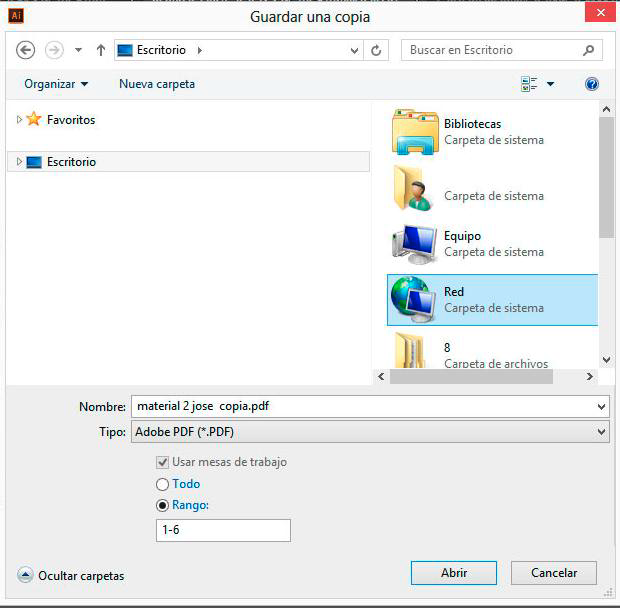 Ai
Guardar una copia
Escritorio
Buscar en Escritorio
Organizar
Nueva carpeta
Favoritos
Escritorio
Bibliotecas
Carpeta de sistema
Carpeta de sistema
Equipo
Carpeta de sistema
Red
Carpeta de sistema
8
Carpeta de archivos
Nombre: material 2 jose  copia.pdf
Tipo: Adobe PDF (*.PDF)
Usar mesas de trabajo
Todo
Rango:
1-6
Ocultar carpetas
Abrir
Cancelar